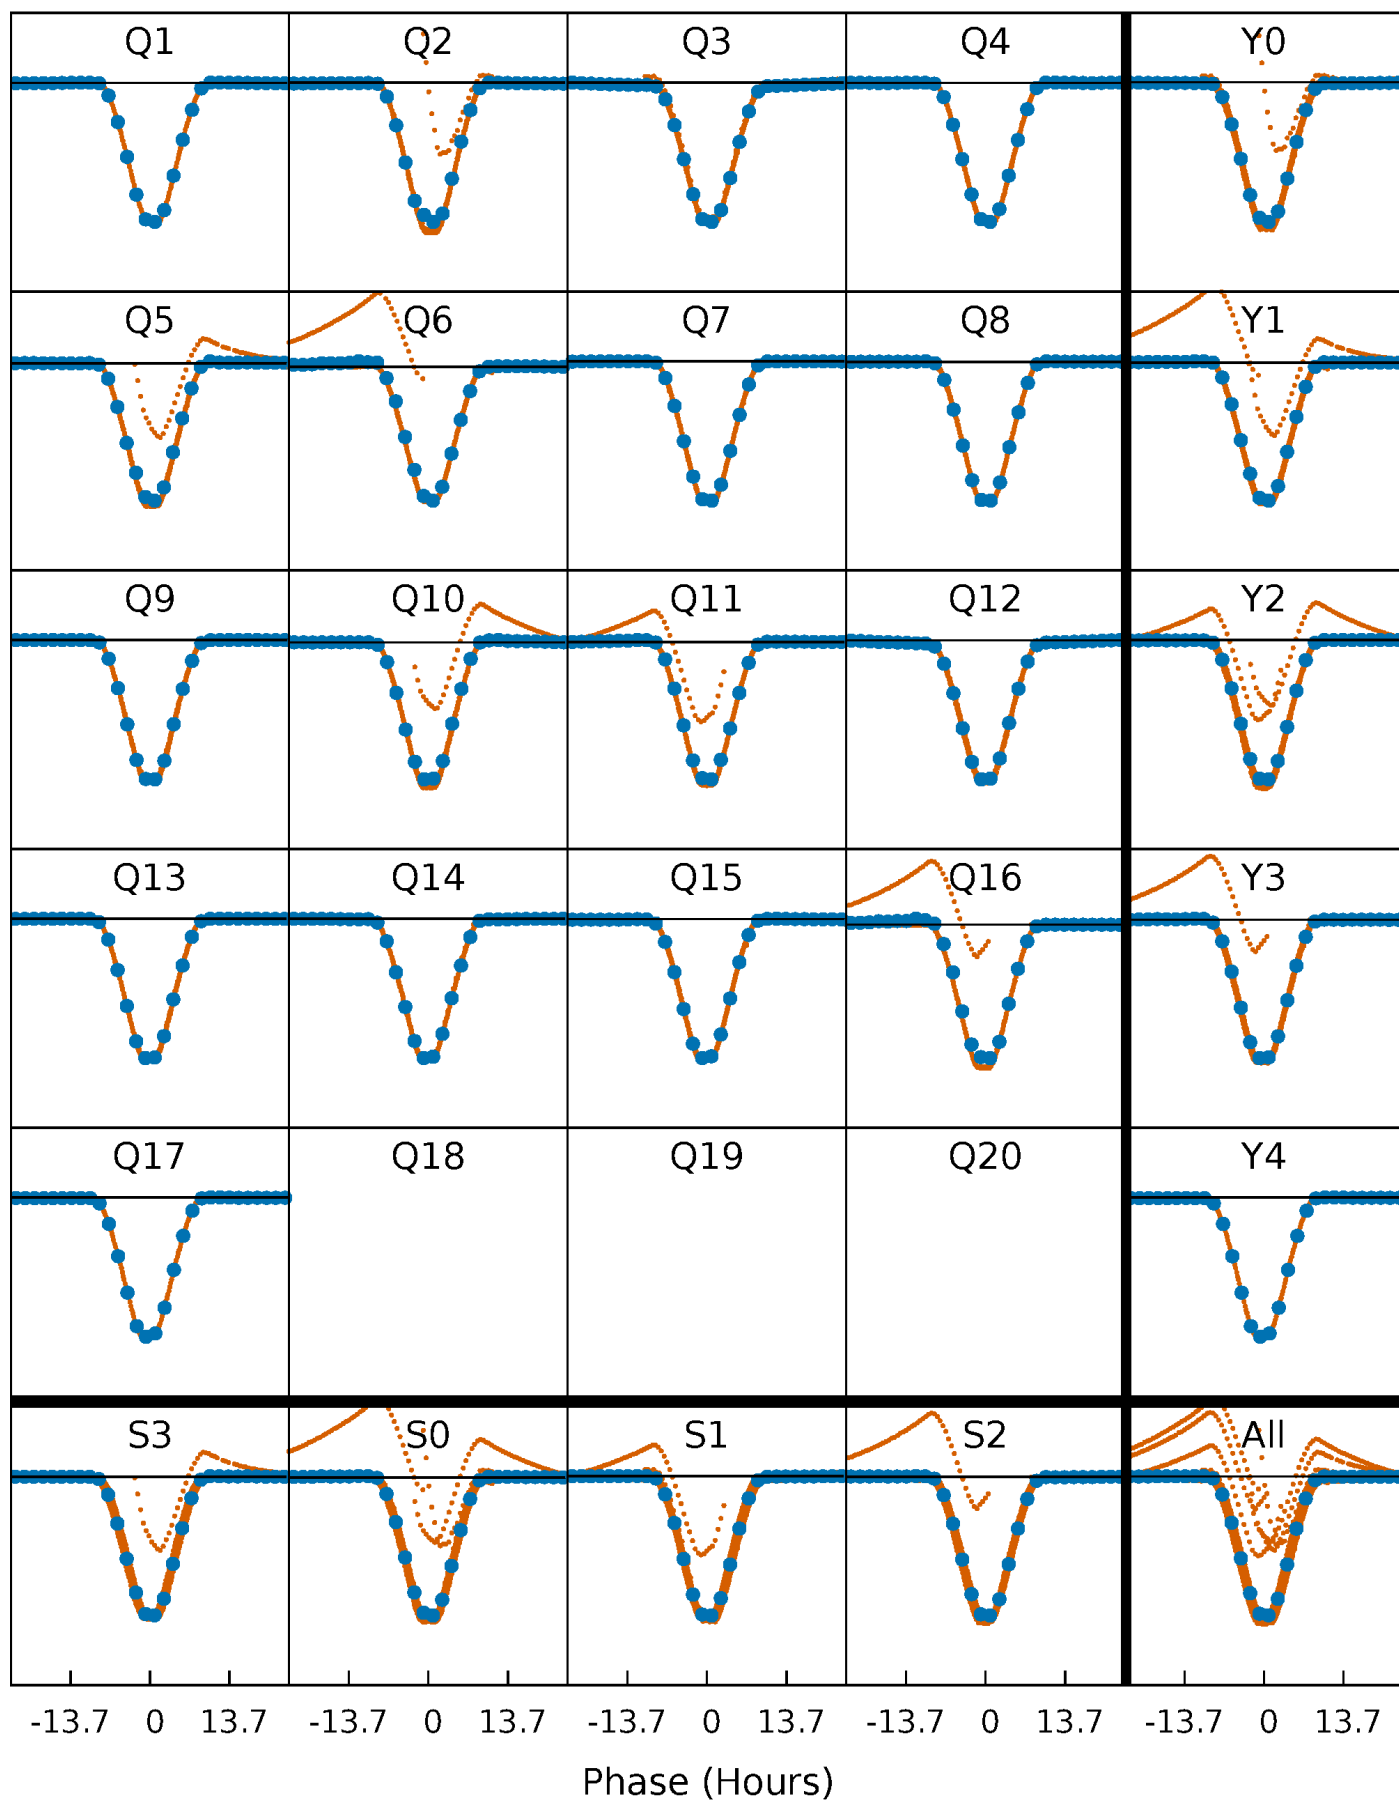 Q1 Q2 Q3 Q4 Y0
Q5 Q6 Q7 Q8 Y1
Q9 Q10 Q11 Q12 Y2
Q13 Q14 Q15 Q16 Y3
Q17 Q18 Q19 Q20 Y4
S3 S0 S1 S2 All
-13.7 0 13.7 -13.7 0 13.7 -13.7 0 13.7 -13.7 0 13.7 -13.7 0 13.7
Phase (Hours)